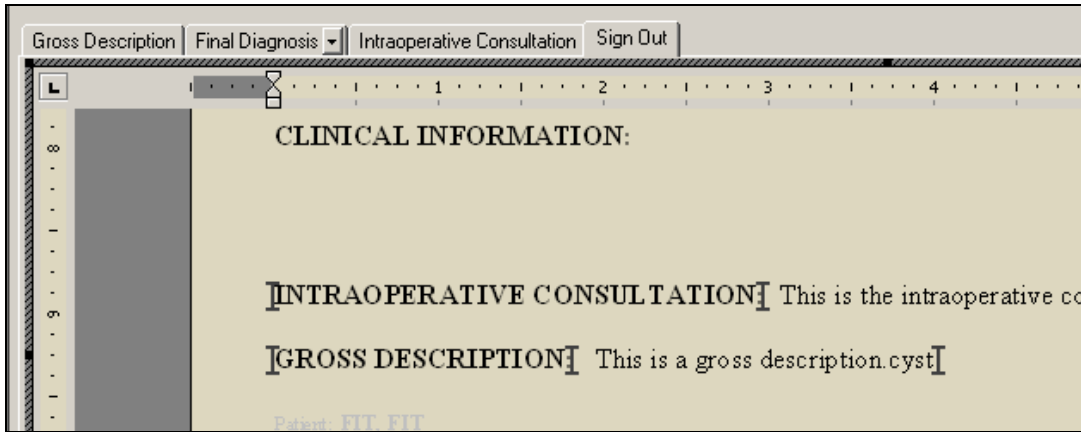 Gross Description Final Diagnosis Intraoperative Consultation Sign Out
L 1 2 3 4
8
CLINICAL INFORMATION:
9
INTRAOPERATIVE CONSULTATION: This is the intraoperative co
GROSS DESCRIPTION: This is a gross description.cyst
Patient: FIT, FIT